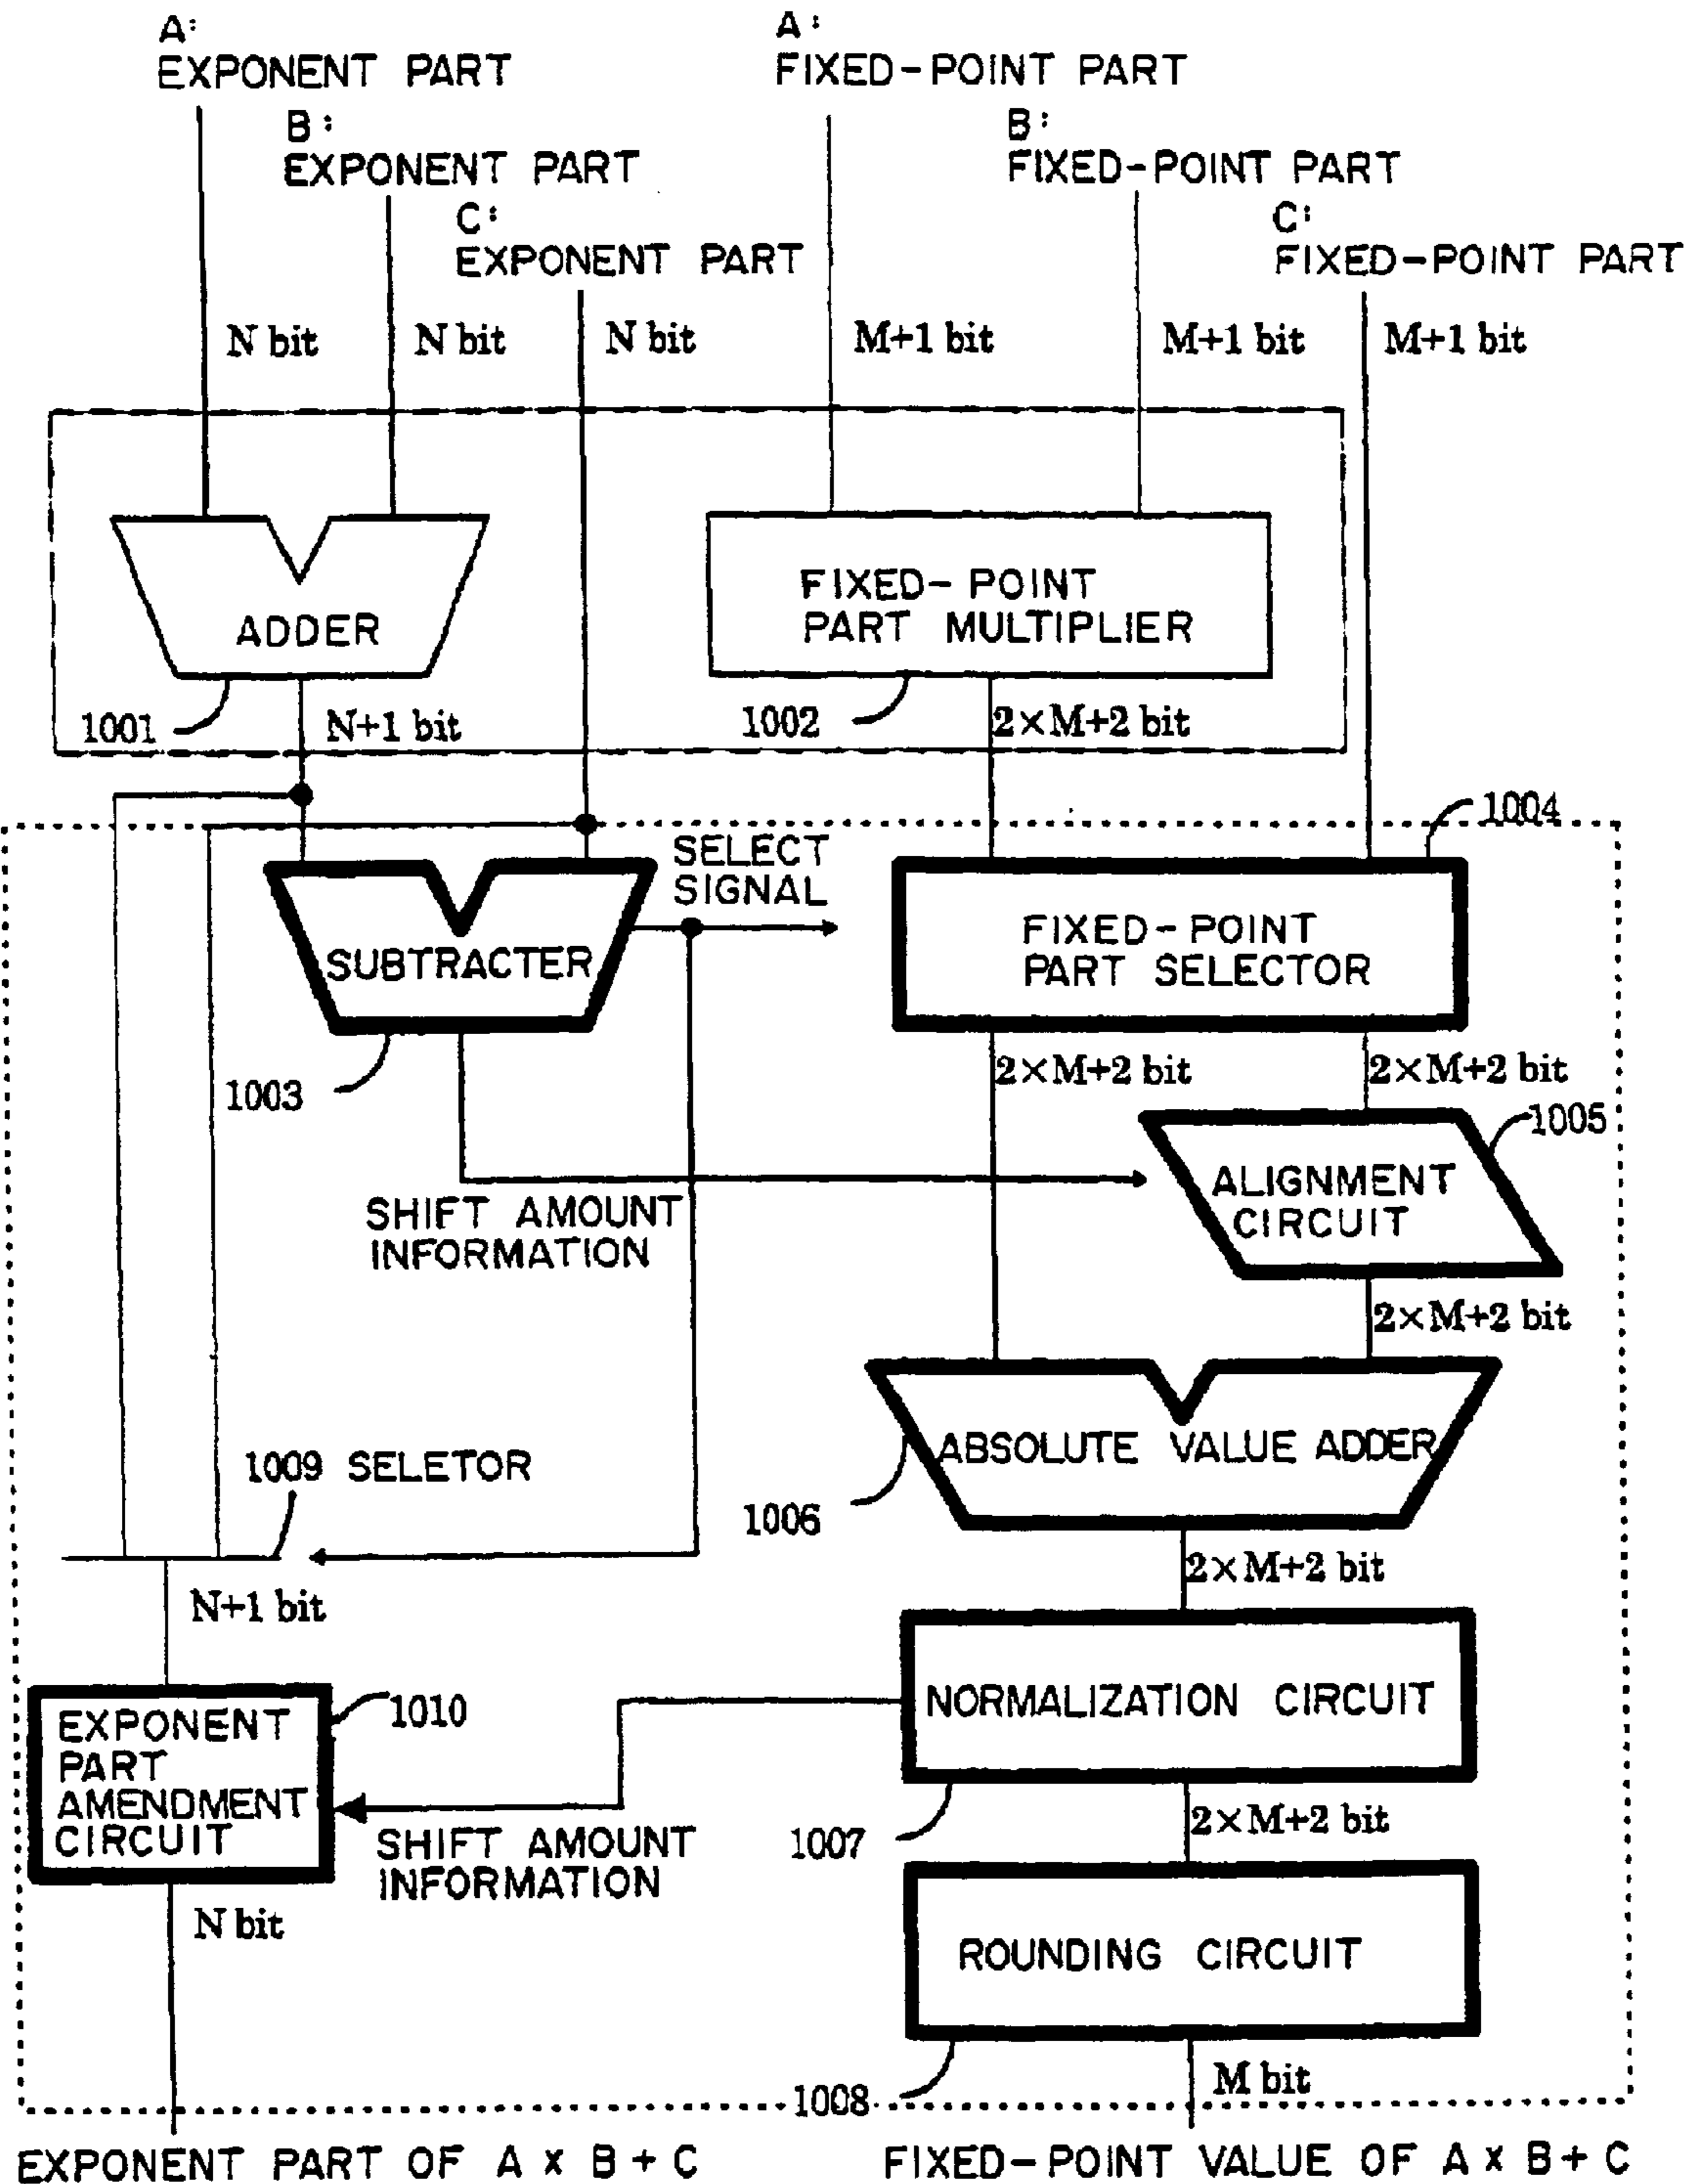 A:
EXPONENT PART
B:
EXPONENT PART
C:
EXPONENT PART
A:
FIXED-POINT PART
B:
FIXED-POINT PART
C:
FIXED-POINT PART
N bit
N bit
N bit
M+1 bit
M+1 bit
M+1 bit
ADDER
FIXED-POINT
PART MULTIPLIER
1001
N+1 bit
1002
2×M+2 bit
1004
SELECT
SIGNAL
SUBTRACTER
FIXED-POINT
PART SELECTOR
1003
2×M+2 bit
2×M+2 bit
1005
ALIGNMENT
CIRCUIT
SHIFT AMOUNT
INFORMATION
2×M+2 bit
1009 SELETOR
ABSOLUTE VALUE ADDER
1006
2×M+2 bit
N+1 bit
1010
EXPONENT
PART
AMENDMENT
CIRCUIT
NORMALIZATION CIRCUIT
SHIFT AMOUNT
INFORMATION
1007
2×M+2 bit
N bit
ROUNDING CIRCUIT
1008
M bit
EXPONENT PART OF A × B + C
FIXED-POINT VALUE OF A × B + C